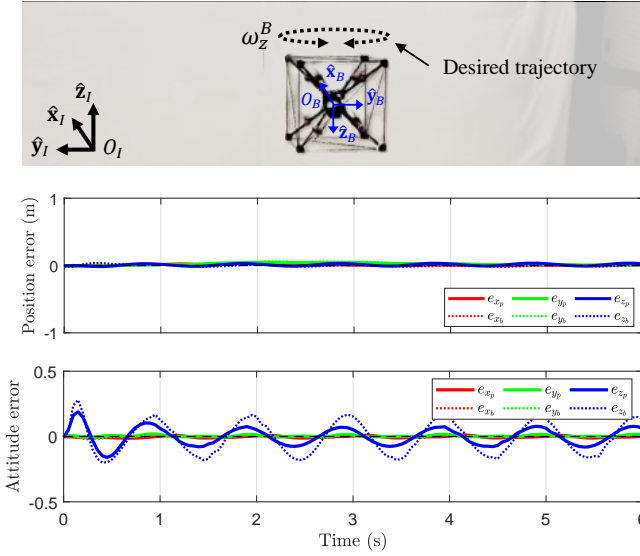 ω_z^B
Desired trajectory
x̂_B
O_B
ŷ_B
ẑ_B
ẑ_I
x̂_I
ŷ_I
O_I
Position error (m)
1
0
-1
e_{x_p} e_{y_p} e_{z_p}
e_{x_b} e_{y_b} e_{z_b}
Attitude error
0.5
0
-0.5
e_{x_p} e_{y_p} e_{z_p}
e_{x_b} e_{y_b} e_{z_b}
0 1 2 3 4 5 6
Time (s)